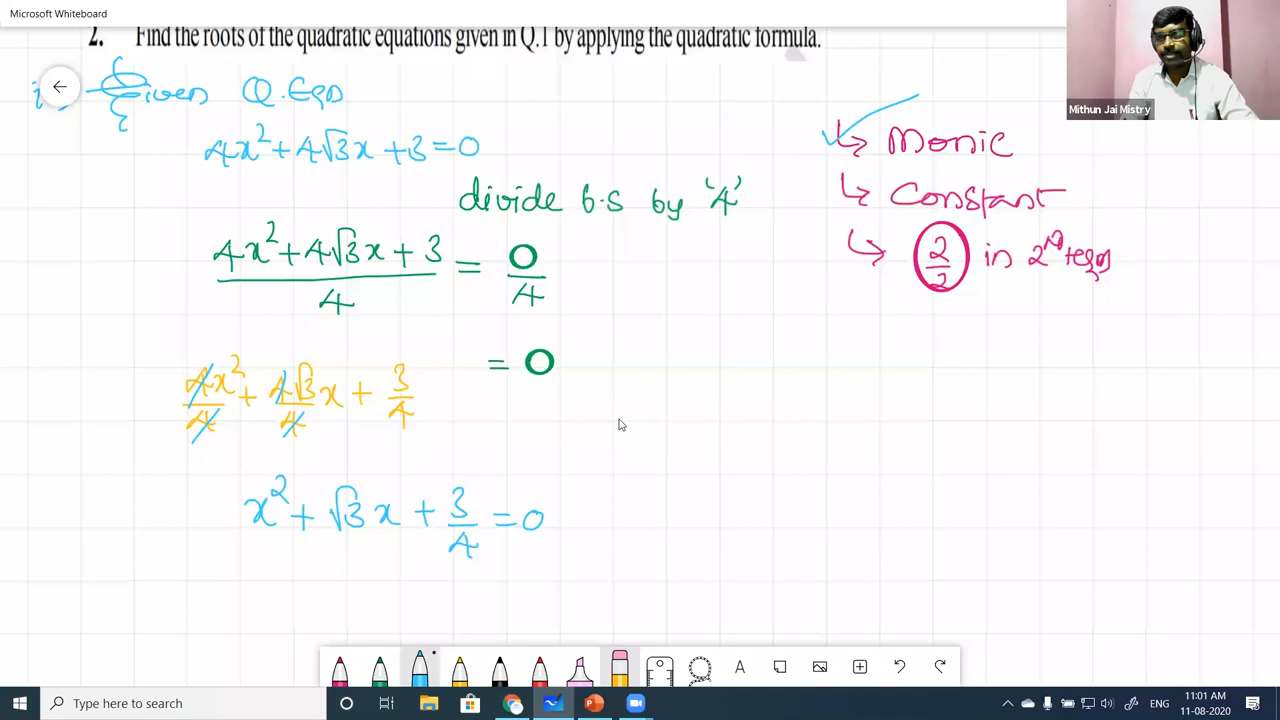 Microsoft Whiteboard
2. Find the roots of the quadratic equations given in Q.1 by applying the quadratic formula.
Given Q.Eqn
4x²+4√3x+3=0
divide b.s by '4'
(4x²+4√3x+3)/4 = 0/4
= 0
4x²/4 + 4√3x/4 + 3/4
x²+√3x+3/4=0
Mithun Jai Mistry
↳ Monic
↳ Constant
↳ 2/2 in 2nd term
A
Type here to search
ENG
11:01 AM
11-08-2020